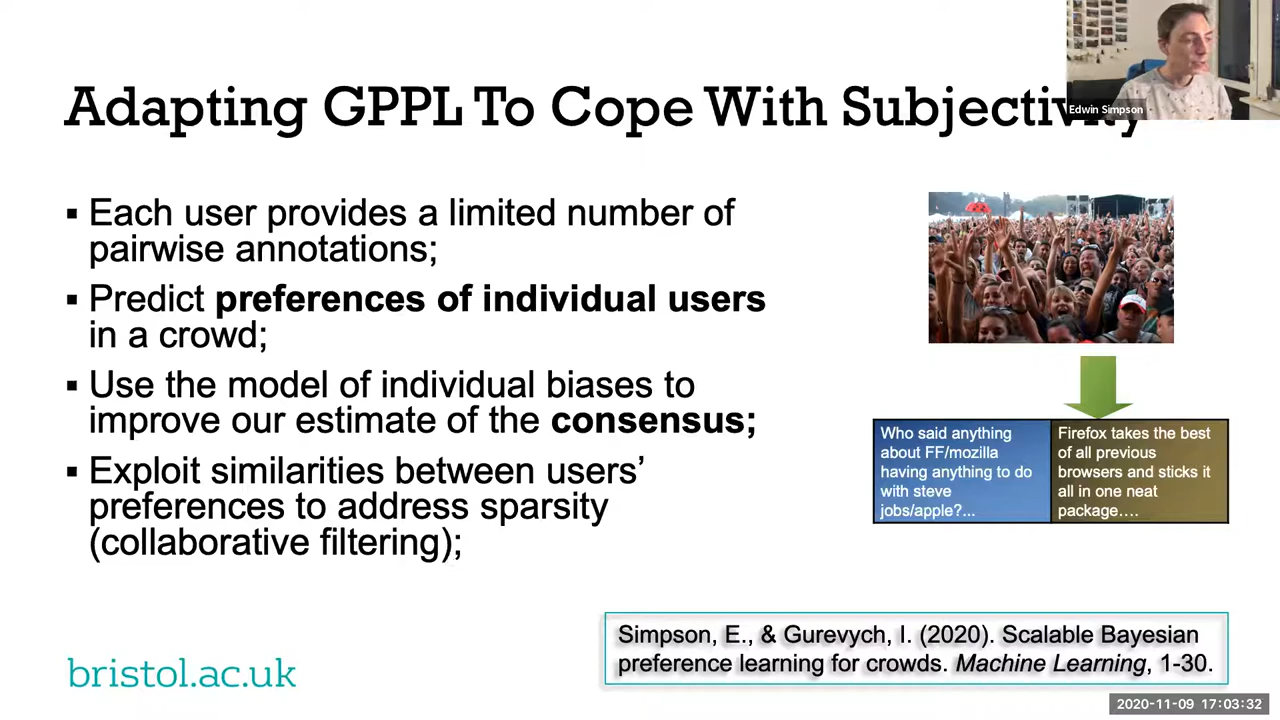 Edwin Simpson
Adapting GPPL To Cope With Subjectivity
▪ Each user provides a limited number of
pairwise annotations;
▪ Predict preferences of individual users
in a crowd;
▪ Use the model of individual biases to
improve our estimate of the consensus;
▪ Exploit similarities between users’
preferences to address sparsity
(collaborative filtering);
Who said anything
about FF/mozilla
having anything to do
with steve
jobs/apple?...
Firefox takes the best
of all previous
browsers and sticks it
all in one neat
package….
Simpson, E., & Gurevych, I. (2020). Scalable Bayesian
preference learning for crowds. Machine Learning, 1-30.
bristol.ac.uk
2020-11-09 17:03:32